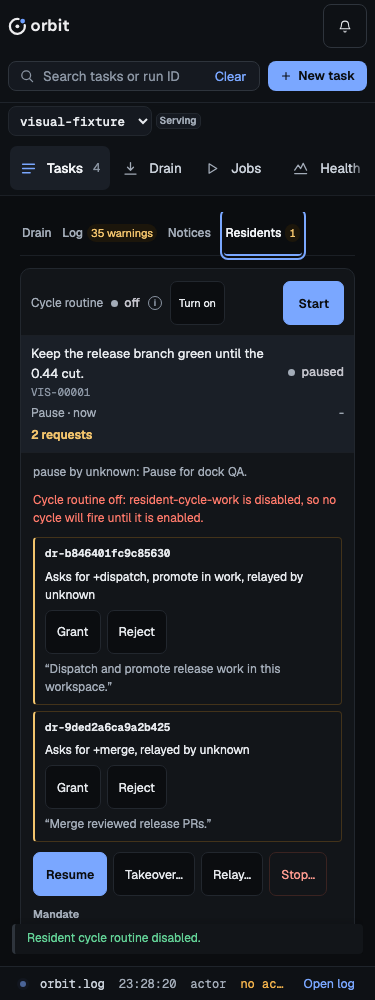 orbit
Search tasks or run ID Clear + New task
visual-fixture Serving
Tasks 4 Drain Jobs Health
Drain Log 35 warnings Notices Residents 1
Cycle routine off Turn on Start
Keep the release branch green until the
0.44 cut.
paused
VIS-00001
Pause · now -
2 requests
pause by unknown: Pause for dock QA.
Cycle routine off: resident-cycle-work is disabled, so no
cycle will fire until it is enabled.
dr-b846401fc9c85630
Asks for +dispatch, promote in work, relayed by
unknown
Grant Reject
“Dispatch and promote release work in this
workspace.”
dr-9ded2a6ca9a2b425
Asks for +merge, relayed by unknown
Grant Reject
“Merge reviewed release PRs.”
Resume Takeover… Relay… Stop…
Mandate
Resident cycle routine disabled.
orbit.log 23:28:20 actor no ac… Open log